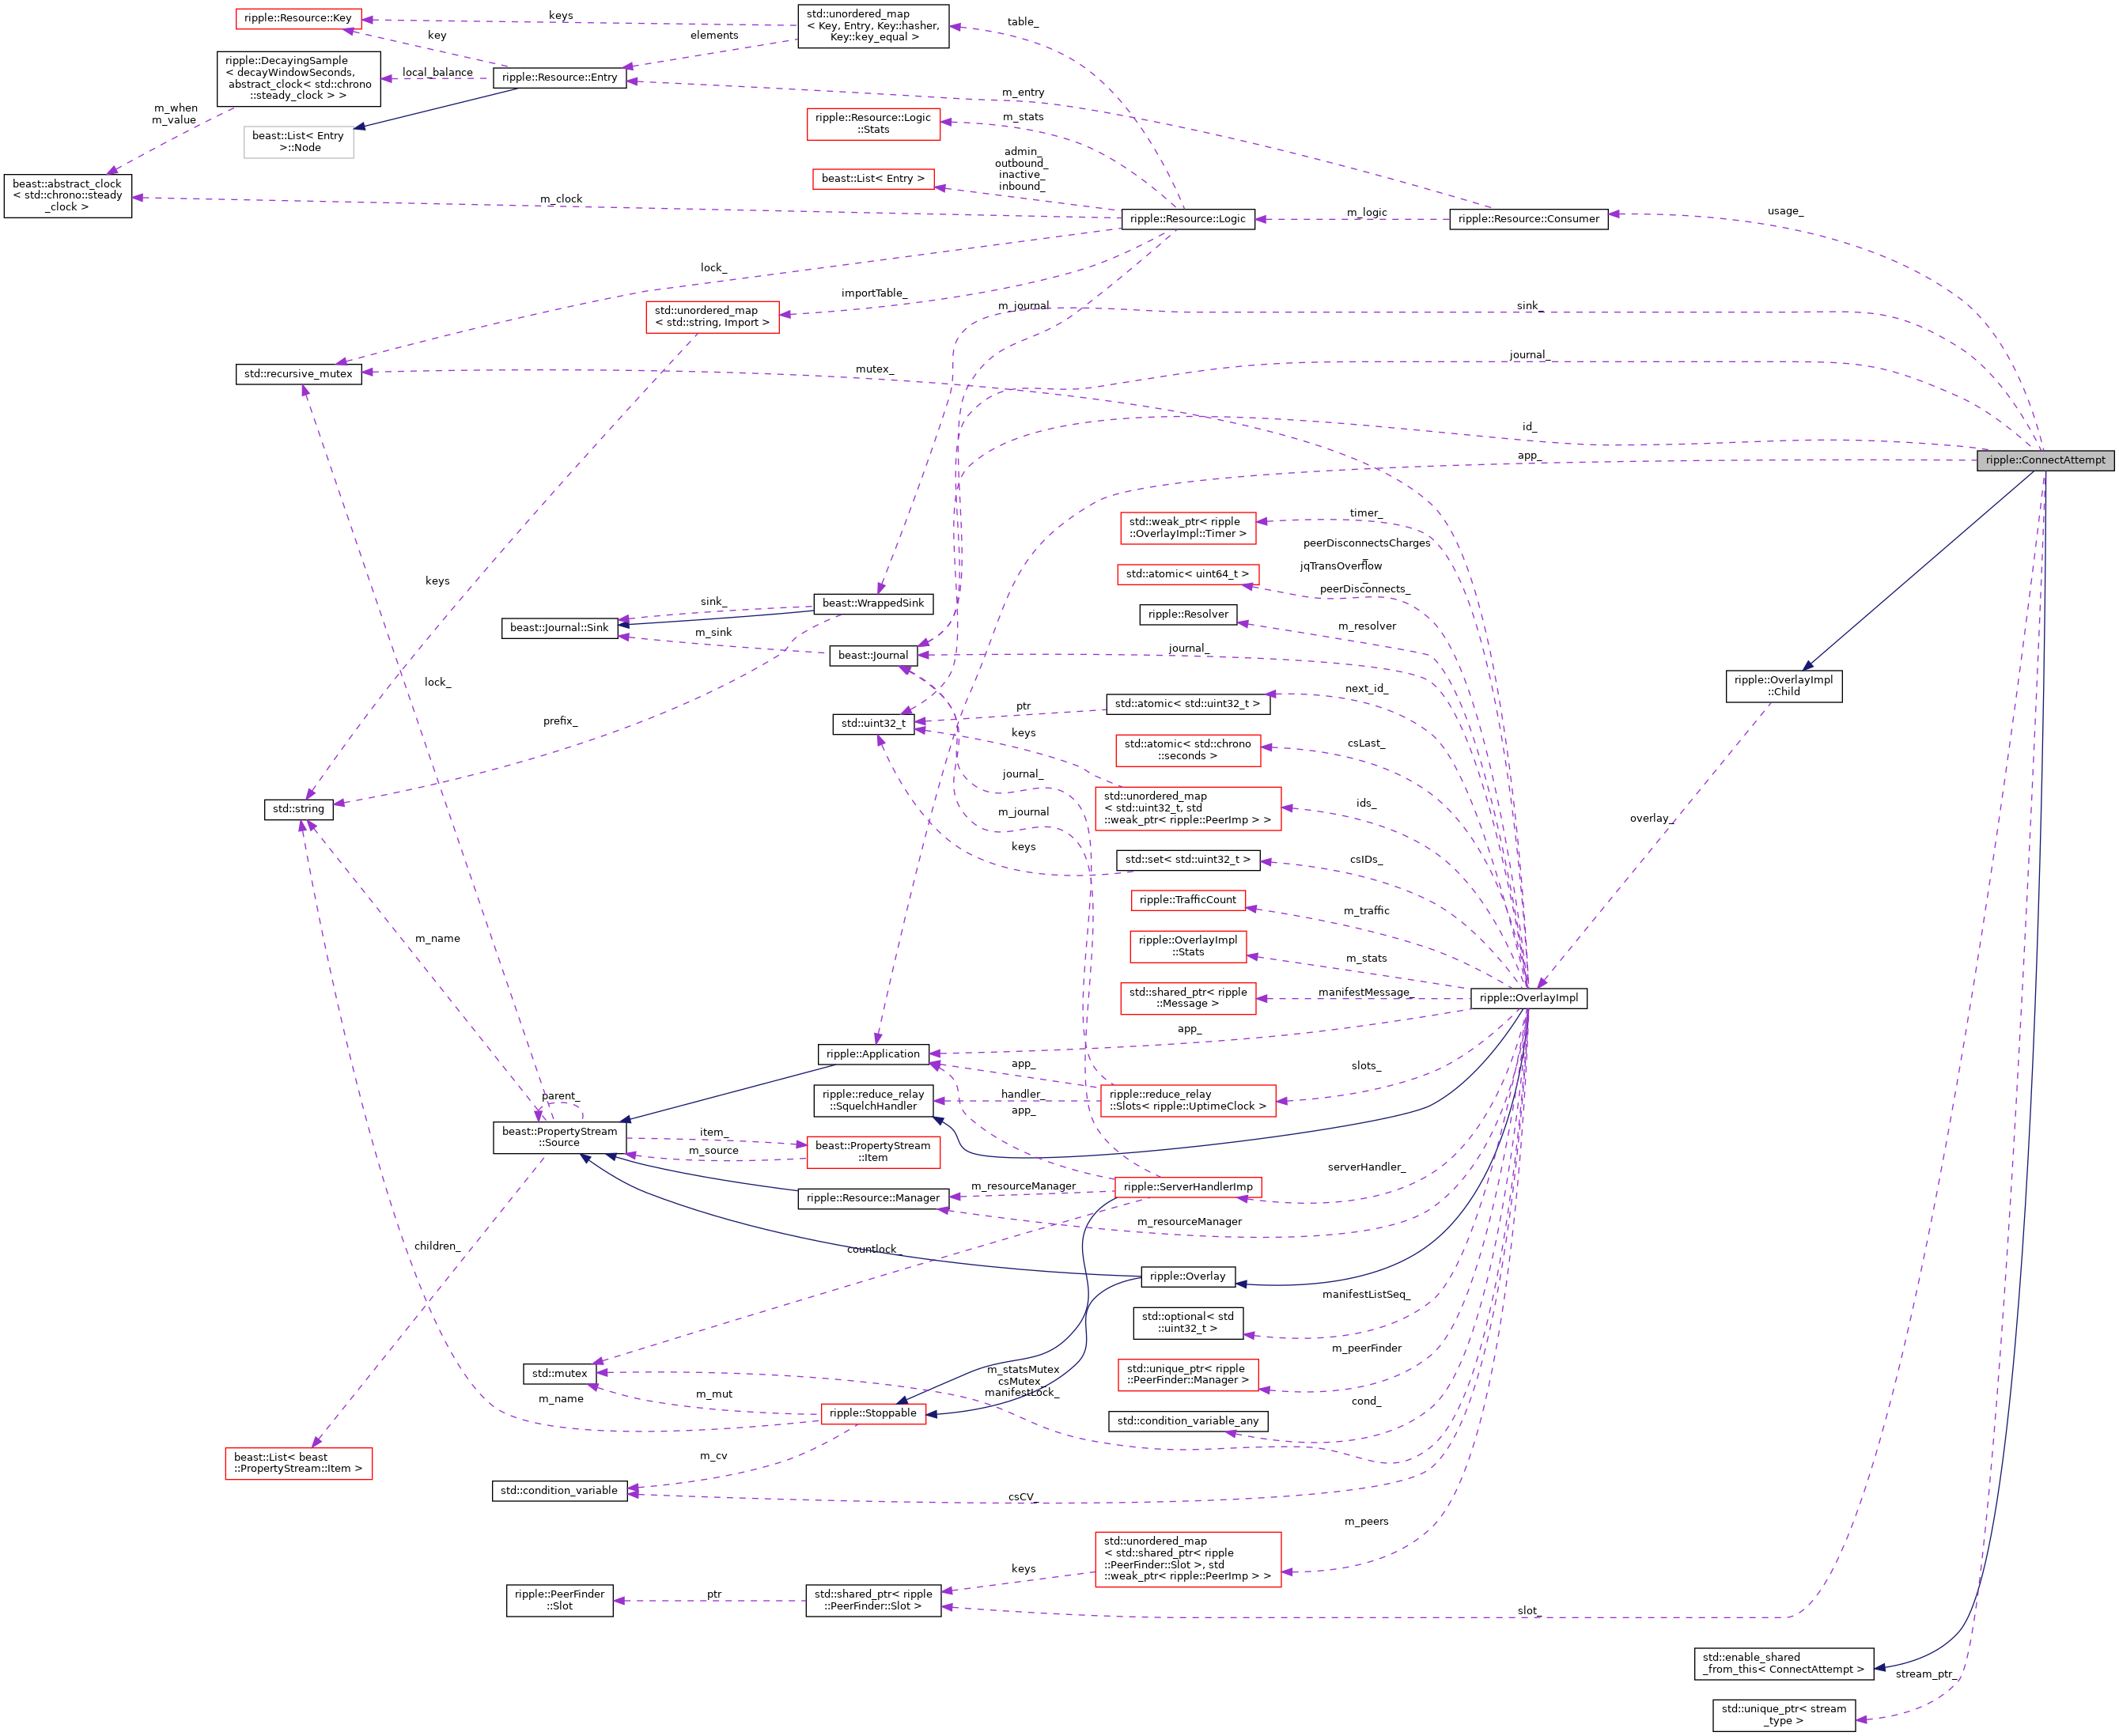 ripple::Resource::Key
keys
std::unordered_map
< Key, Entry, Key::hasher,
Key::key_equal >
table_
key
elements
ripple::DecayingSample
< decayWindowSeconds,
abstract_clock< std::chrono
::steady_clock > >
local_balance
ripple::Resource::Entry
m_when
m_value
m_entry
beast::List< Entry
>::Node
ripple::Resource::Logic
::Stats
m_stats
admin_
outbound_
inactive_
inbound_
beast::List< Entry >
beast::abstract_clock
< std::chrono::steady
_clock >
m_clock
ripple::Resource::Logic
m_logic
ripple::Resource::Consumer
usage_
lock_
importTable_
std::unordered_map
< std::string, Import >
m_journal
sink_
std::recursive_mutex
mutex_
journal_
id_
app_
ripple::ConnectAttempt
std::weak_ptr< ripple
::OverlayImpl::Timer >
timer_
peerDisconnectsCharges
_
jqTransOverflow
_
peerDisconnects_
std::atomic< uint64_t >
keys
beast::WrappedSink
sink_
ripple::Resolver
beast::Journal::Sink
m_sink
m_resolver
beast::Journal
journal_
lock_
ripple::OverlayImpl
::Child
next_id_
std::atomic< std::uint32_t >
ptr
prefix_
std::uint32_t
keys
std::atomic< std::chrono
::seconds >
csLast_
journal_
std::string
m_journal
std::unordered_map
< std::uint32_t, std
::weak_ptr< ripple::PeerImp > >
ids_
overlay_
keys
std::set< std::uint32_t >
csIDs_
ripple::TrafficCount
m_traffic
m_name
ripple::OverlayImpl
::Stats
m_stats
std::shared_ptr< ripple
::Message >
manifestMessage_
ripple::OverlayImpl
app_
ripple::Application
app_
slots_
parent_
ripple::reduce_relay
::SquelchHandler
handler_
app_
ripple::reduce_relay
::Slots< ripple::UptimeClock >
beast::PropertyStream
::Source
item_
m_source
beast::PropertyStream
::Item
serverHandler_
ripple::Resource::Manager
m_resourceManager
ripple::ServerHandlerImp
m_resourceManager
children_
countlock_
ripple::Overlay
manifestListSeq_
std::optional< std
::uint32_t >
m_peerFinder
std::unique_ptr< ripple
::PeerFinder::Manager >
std::mutex
m_statsMutex
csMutex_
manifestLock_
m_name
m_mut
ripple::Stoppable
cond_
std::condition_variable_any
m_cv
beast::List< beast
::PropertyStream::Item >
std::condition_variable
csCV_
m_peers
std::unordered_map
< std::shared_ptr< ripple
::PeerFinder::Slot >, std
::weak_ptr< ripple::PeerImp > >
keys
ripple::PeerFinder
::Slot
ptr
std::shared_ptr< ripple
::PeerFinder::Slot >
slot_
std::enable_shared
_from_this< ConnectAttempt >
stream_ptr_
std::unique_ptr< stream
_type >